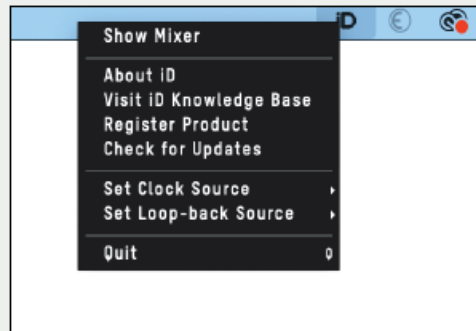 iD
Show Mixer
About iD
Visit iD Knowledge Base
Register Product
Check for Updates
Set Clock Source
Set Loop-back Source
Quit Q